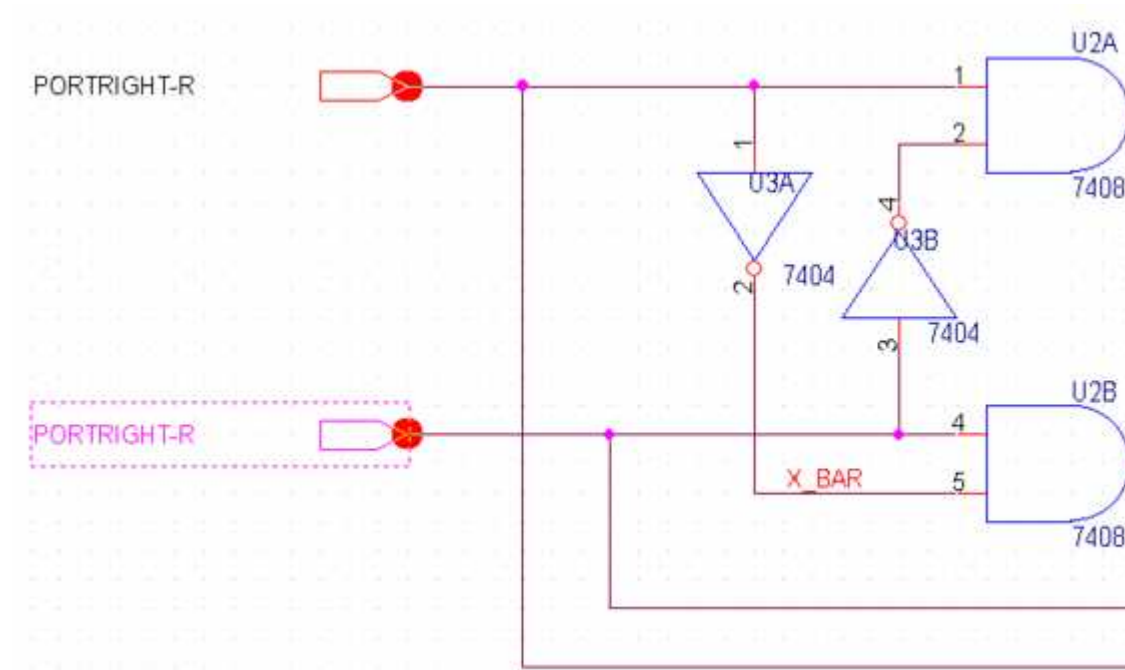 U2A
PORTRIGHT-R
1
2
7408
1
U3A
2
7404
4
U3B
7404
3
U2B
PORTRIGHT-R
4
X_BAR
5
7408